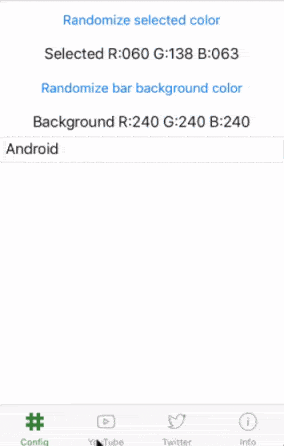 Randomize selected color
Selected R:060 G:138 B:063
Randomize bar background color
Background R:240 G:240 B:240
Android
Config YouTube Twitter Info